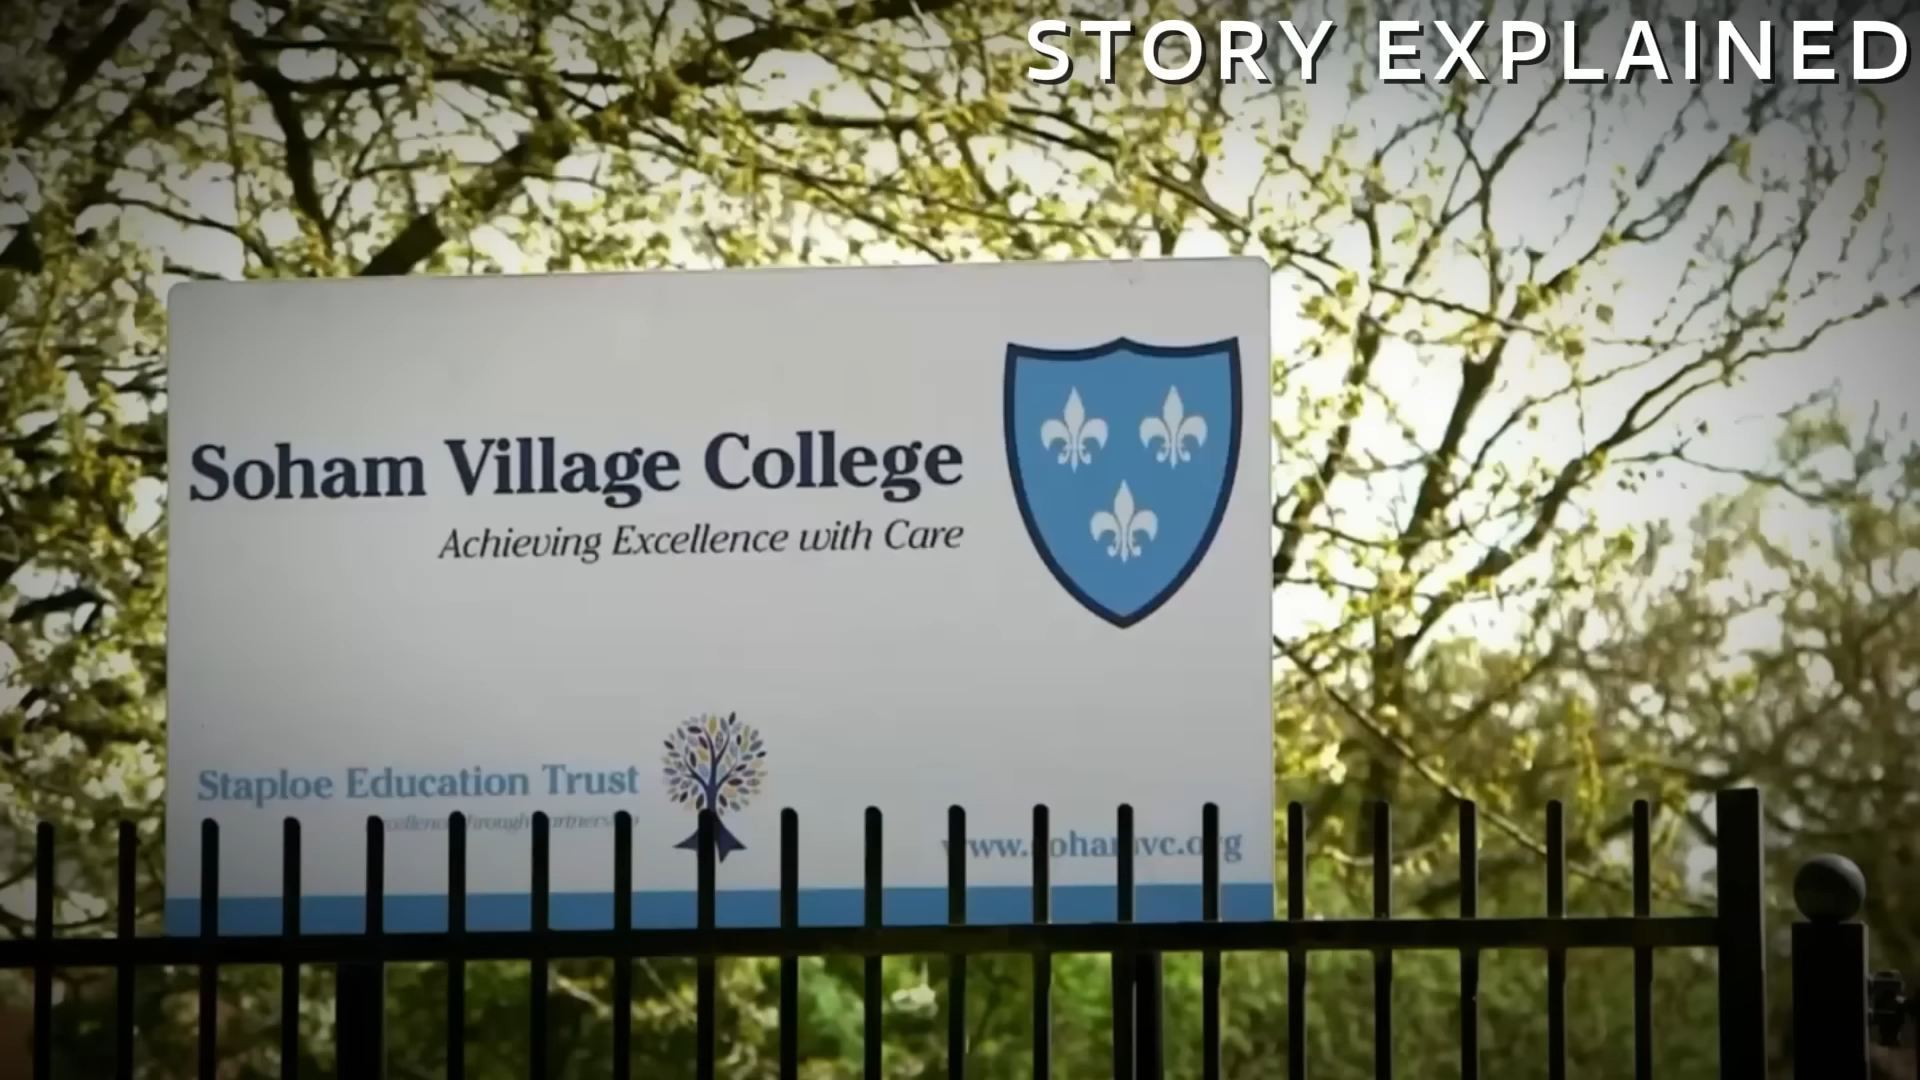 STORY EXPLAINED
Soham Village College
Achieving Excellence with Care
Staploe Education Trust